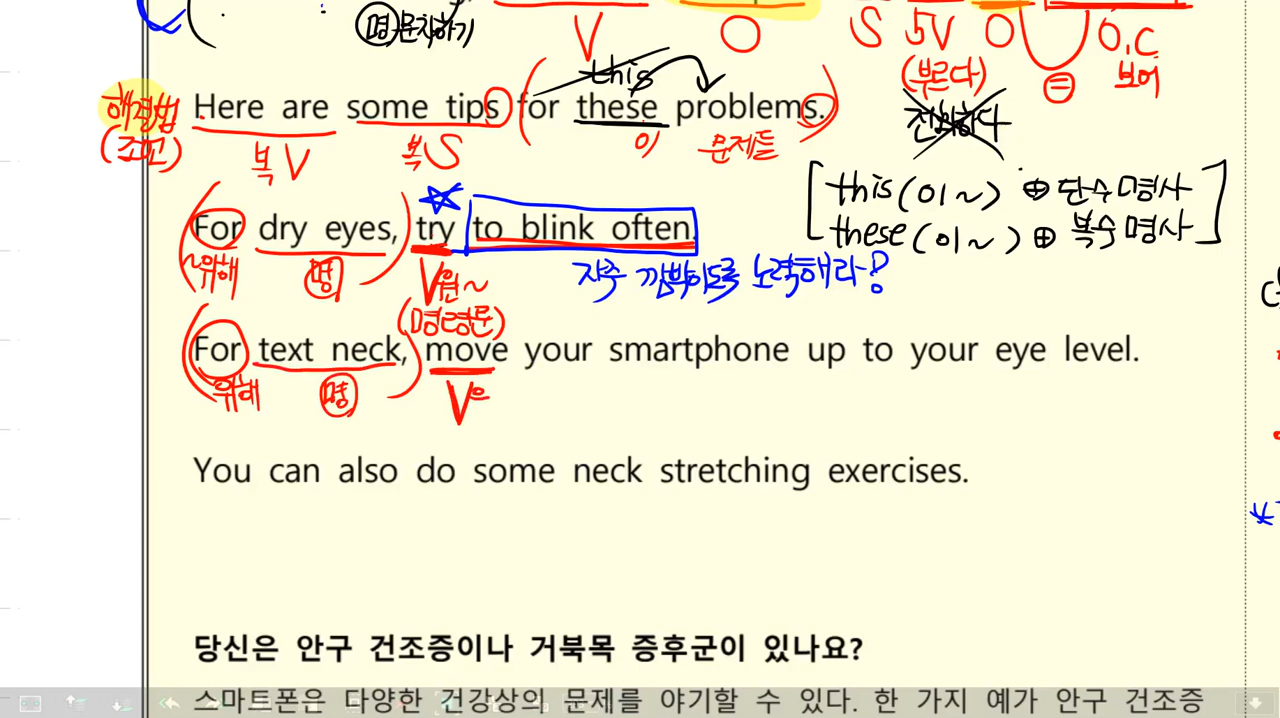 명 문자하기
V O S 5V O O.C
(부르다) = 보어
this
해결법 Here are some tips for these problems.
(조언) 복V 복S 이 문제들
this (이~) ⊕ 단수명사
these (이~) ⊕ 복수명사
For dry eyes, try to blink often.
~위해 명 V원~ 자주 깜박이도록 노력해라!
(명령문)
For text neck, move your smartphone up to your eye level.
위해 명 V
You can also do some neck stretching exercises.
당신은 안구 건조증이나 거북목 증후군이 있나요?
스마트폰은 다양한 건강상의 문제를 야기할 수 있다. 한 가지 예가 안구 건조증